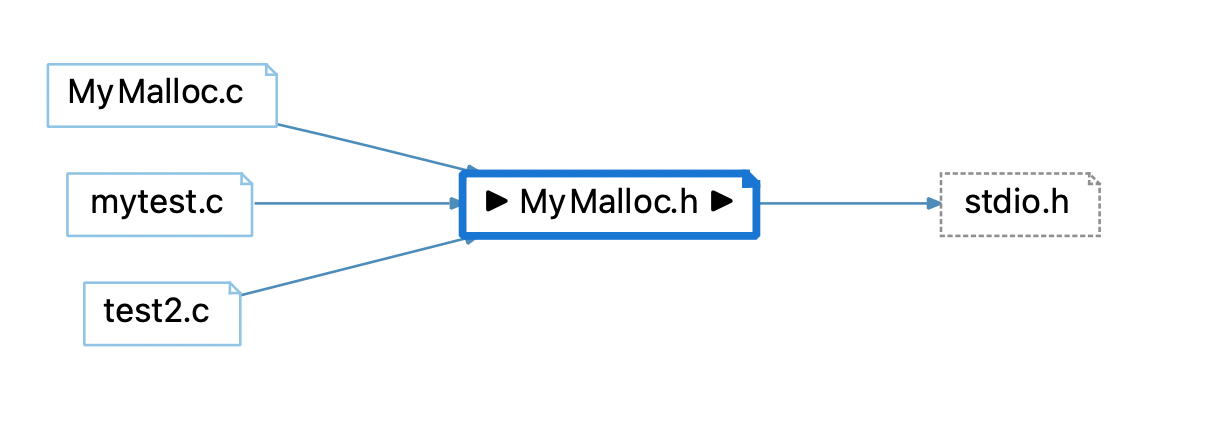 MyMalloc.c
mytest.c
▶ MyMalloc.h ▶
stdio.h
test2.c